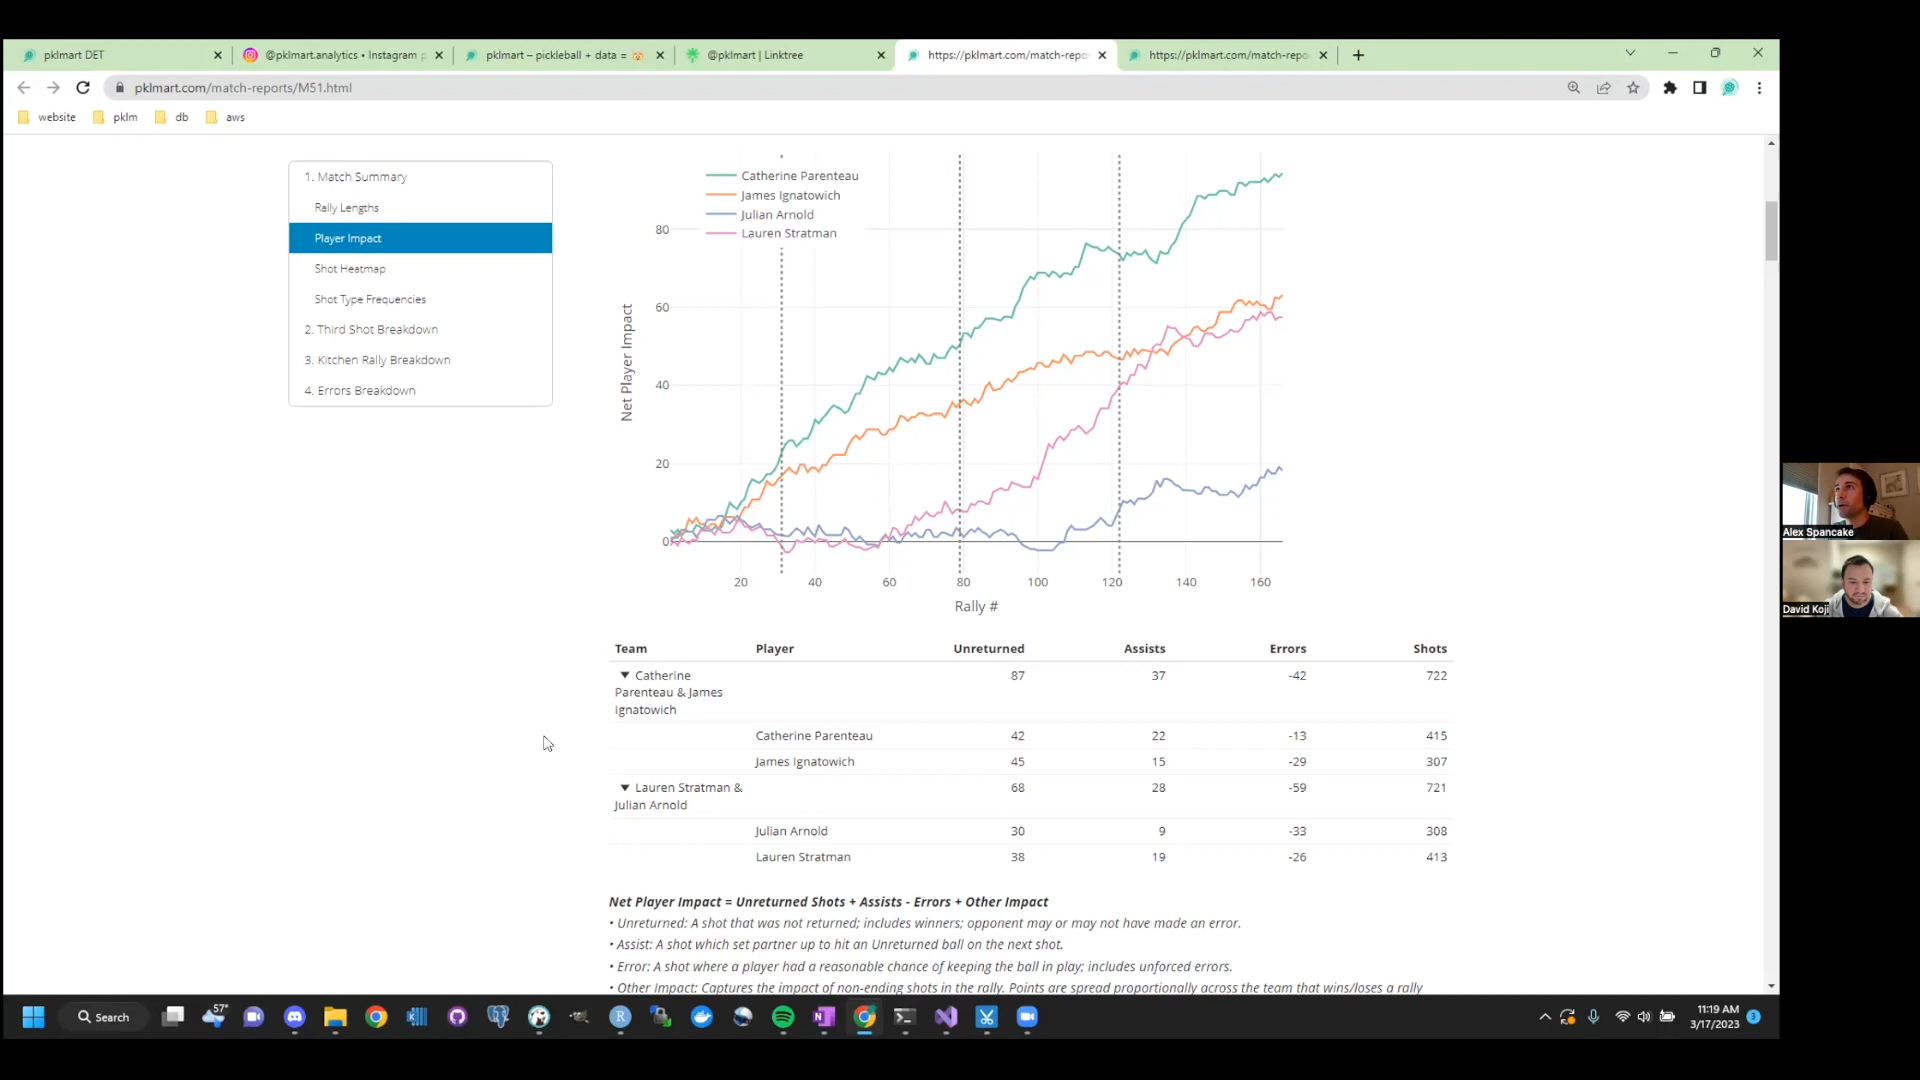 pklmart DET
@pklmart.analytics • Instagram p
pklmart – pickleball + data =
@pklmart | Linktree
https://pklmart.com/match-repo
https://pklmart.com/match-repo
pklmart.com/match-reports/M51.html
website
pklm
db
aws
1. Match Summary
Rally Lengths
Player Impact
Shot Heatmap
Shot Type Frequencies
2. Third Shot Breakdown
3. Kitchen Rally Breakdown
4. Errors Breakdown
Catherine Parenteau
James Ignatowich
Julian Arnold
Lauren Stratman
80
60
40
20
0
Net Player Impact
20 40 60 80 100 120 140 160
Rally #
Team Player Unreturned Assists Errors Shots
▼ Catherine 87 37 -42 722
Parenteau & James
Ignatowich
Catherine Parenteau 42 22 -13 415
James Ignatowich 45 15 -29 307
▼ Lauren Stratman & 68 28 -59 721
Julian Arnold
Julian Arnold 30 9 -33 308
Lauren Stratman 38 19 -26 413
Net Player Impact = Unreturned Shots + Assists - Errors + Other Impact
• Unreturned: A shot that was not returned; includes winners; opponent may or may not have made an error.
• Assist: A shot which set partner up to hit an Unreturned ball on the next shot.
• Error: A shot where a player had a reasonable chance of keeping the ball in play; includes unforced errors.
• Other Impact: Captures the impact of non-ending shots in the rally. Points are spread proportionally across the team that wins/loses a rally
Alex Spancake
David Koji
Search
57°
11:19 AM
3/17/2023
3